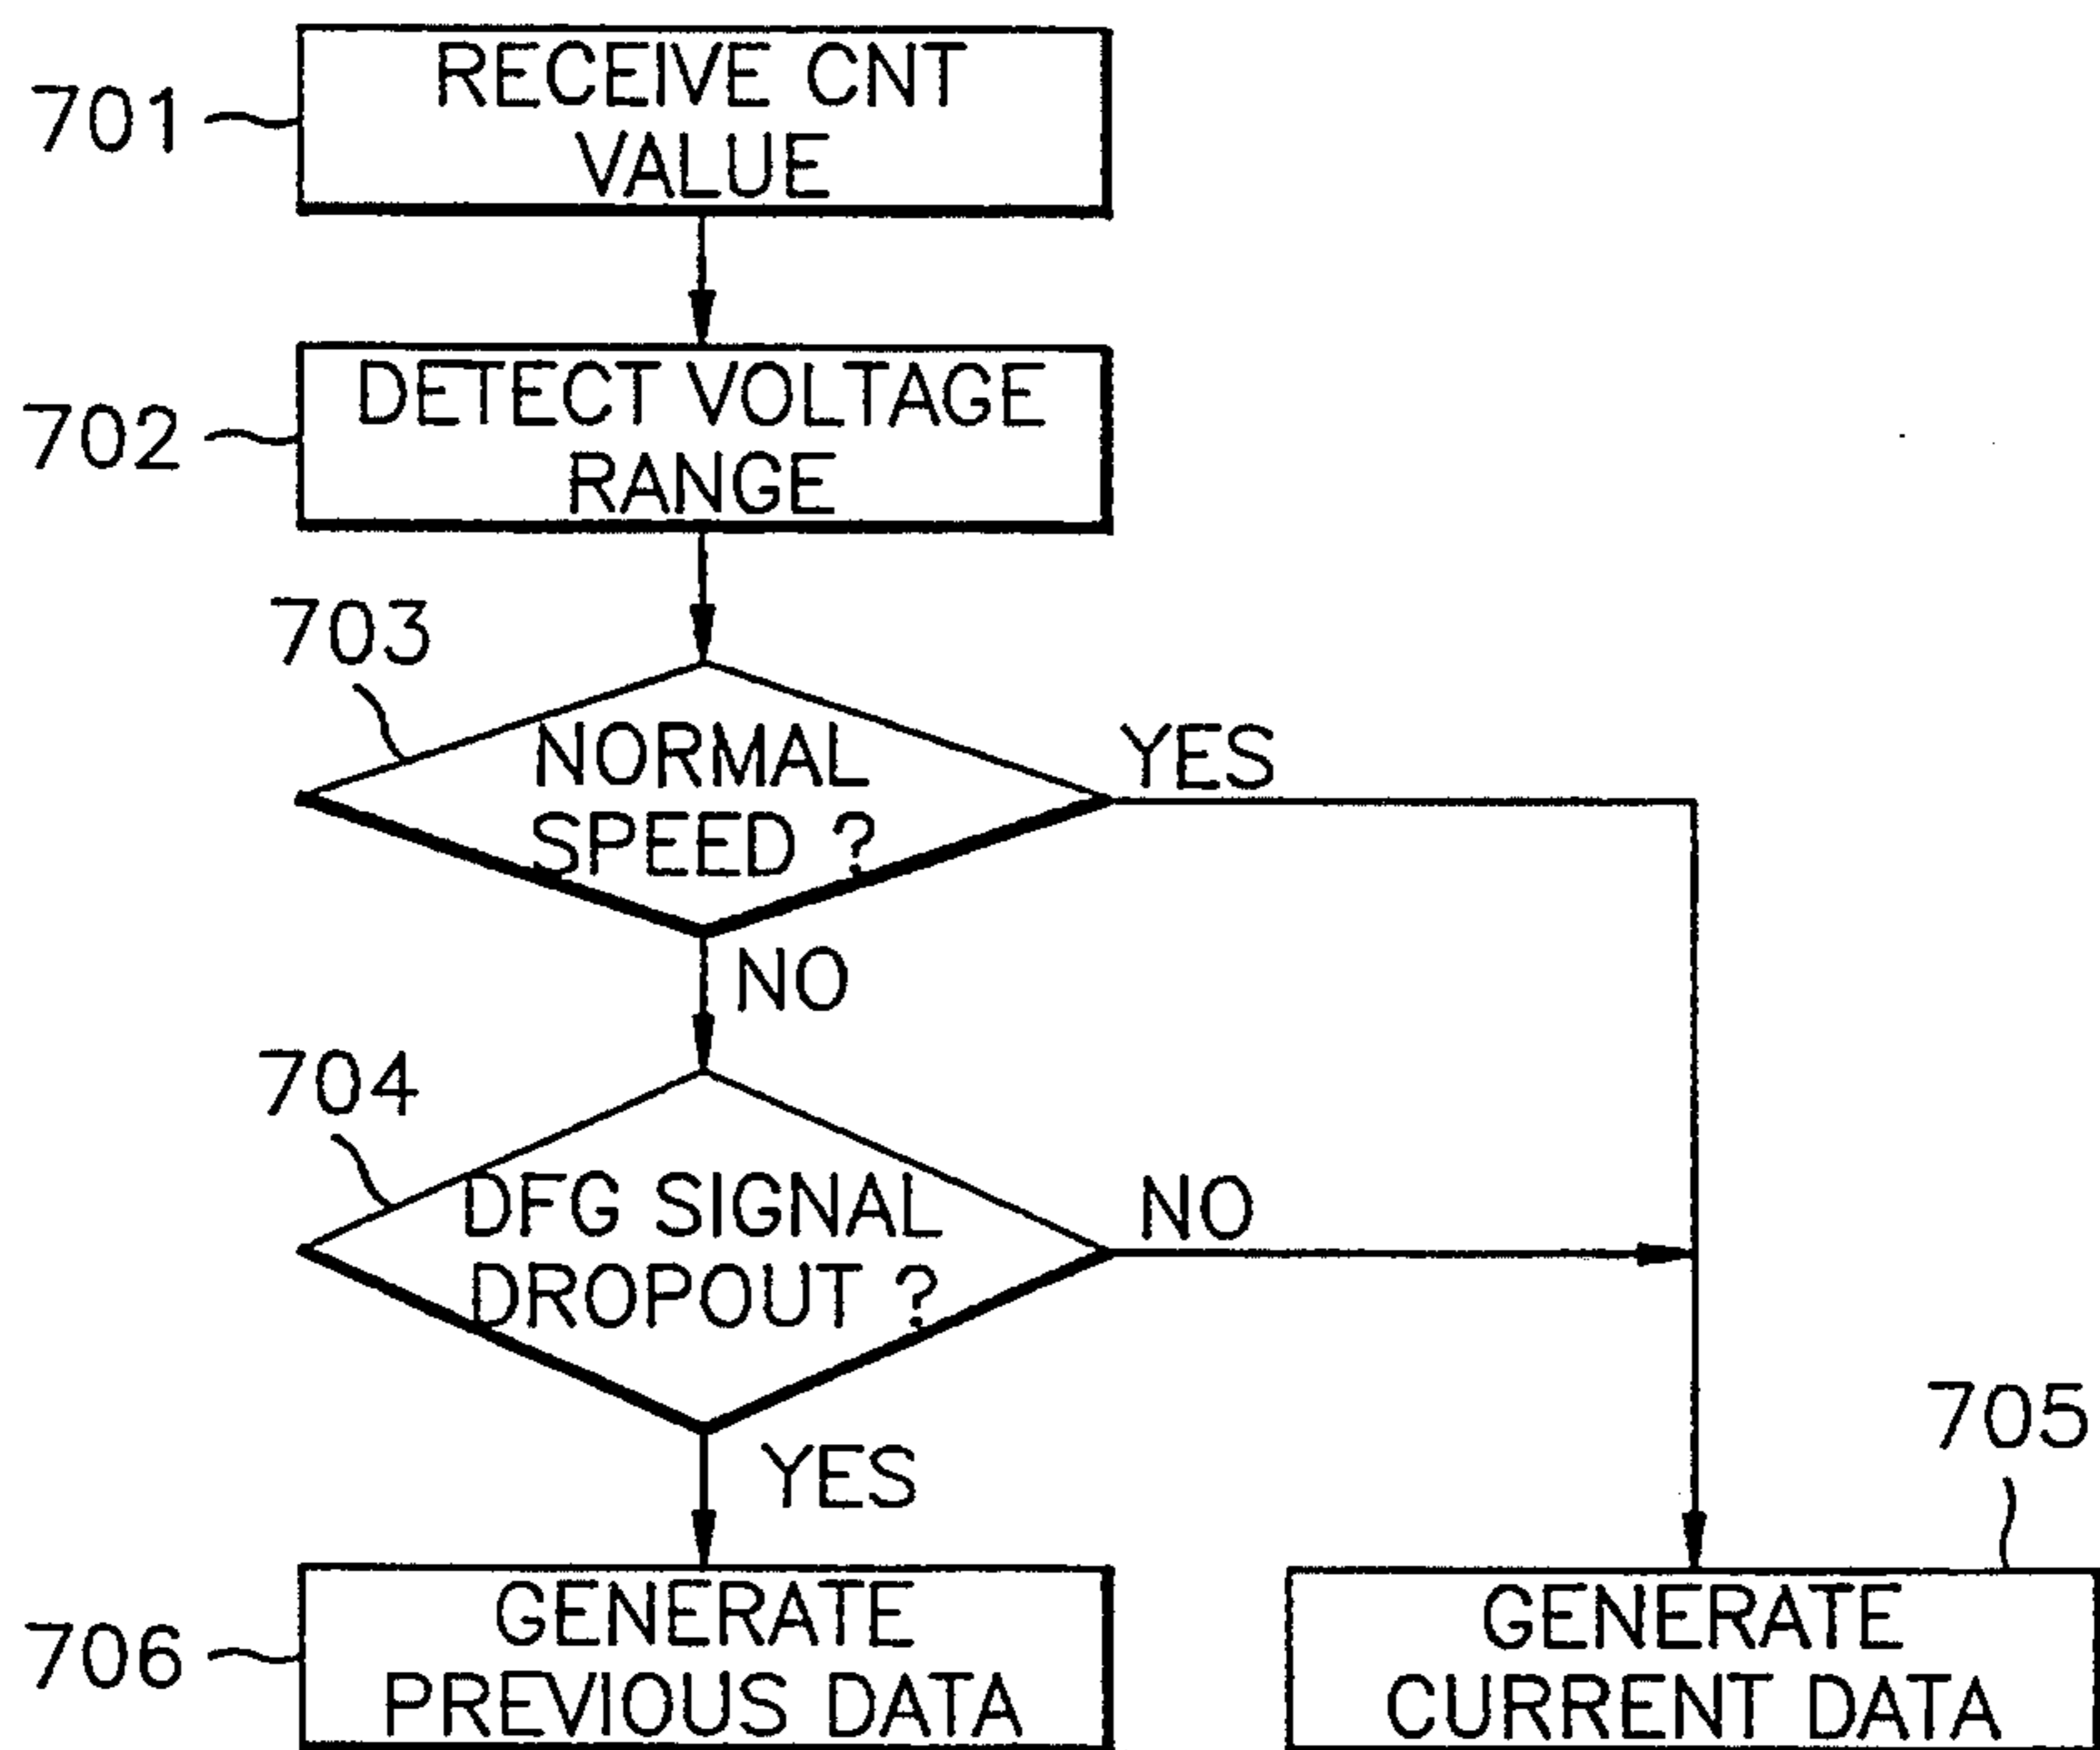 701
RECEIVE CNT
VALUE
702
DETECT VOLTAGE
RANGE
703
NORMAL
SPEED ?
YES
NO
704
DFG SIGNAL
DROPOUT ?
NO
YES
705
706
GENERATE
PREVIOUS DATA
GENERATE
CURRENT DATA